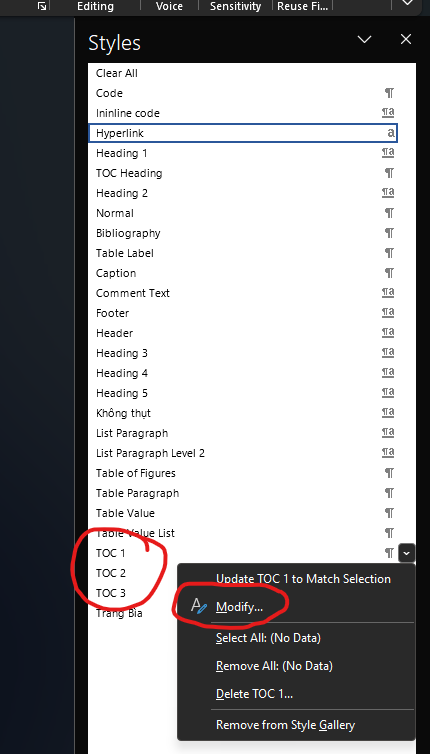 Editing Voice Sensitivity Reuse Fi...
Styles
Clear All
Code ¶
Ininline code ¶a
Hyperlink a
Heading 1 ¶a
TOC Heading ¶
Heading 2 ¶a
Normal ¶
Bibliography ¶
Table Label ¶
Caption ¶
Comment Text ¶a
Footer ¶a
Header ¶a
Heading 3 ¶a
Heading 4 ¶a
Heading 5 ¶a
Không thụt ¶a
List Paragraph ¶a
List Paragraph Level 2 ¶a
Table of Figures ¶
Table Paragraph ¶
Table Value ¶
Table Value List ¶
TOC 1 ¶
TOC 2
TOC 3
Trang Bìa
Update TOC 1 to Match Selection
Modify...
Select All: (No Data)
Remove All: (No Data)
Delete TOC 1...
Remove from Style Gallery